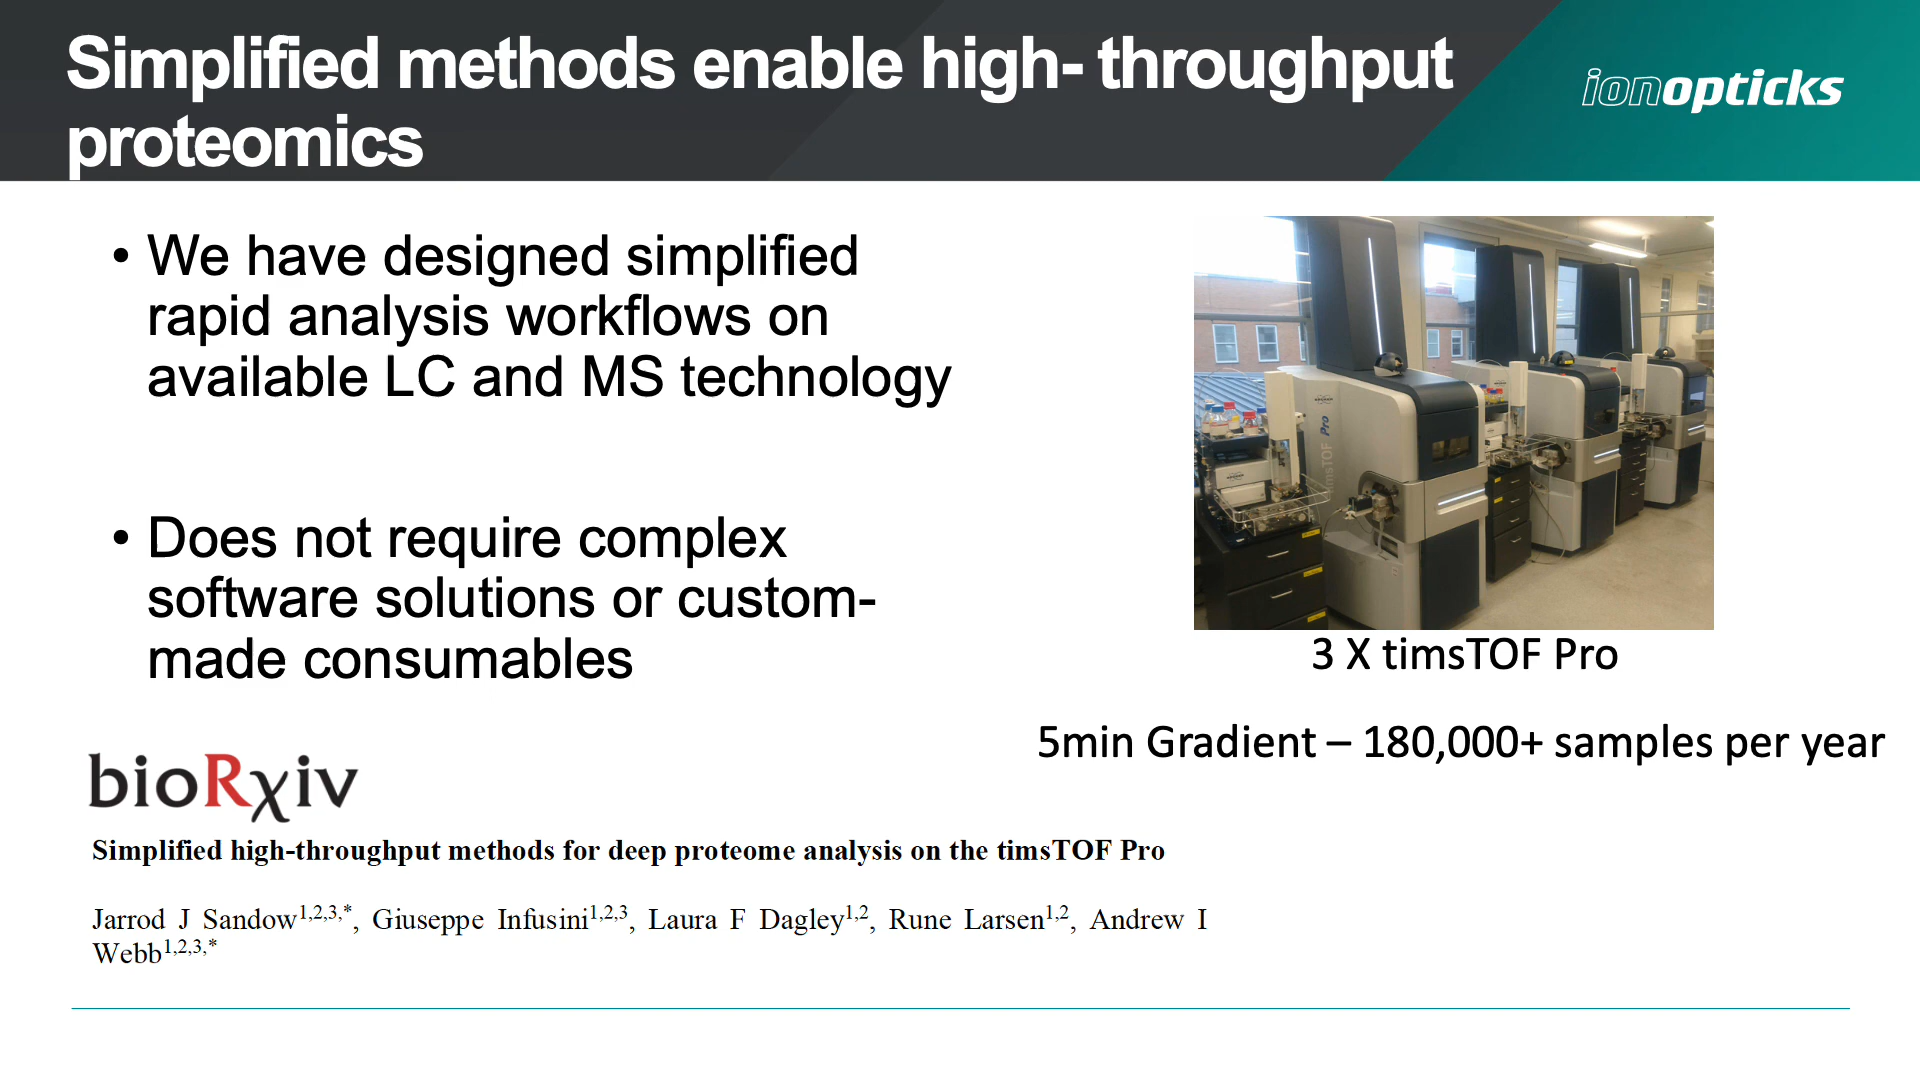 Simplified methods enable high- throughput
proteomics
ionopticks
• We have designed simplified
rapid analysis workflows on
available LC and MS technology
• Does not require complex
software solutions or custom-
made consumables
timsTOF Pro
3 X timsTOF Pro
5min Gradient – 180,000+ samples per year
bioRχiv
Simplified high-throughput methods for deep proteome analysis on the timsTOF Pro
Jarrod J Sandow1,2,3,*, Giuseppe Infusini1,2,3, Laura F Dagley1,2, Rune Larsen1,2, Andrew I
Webb1,2,3,*